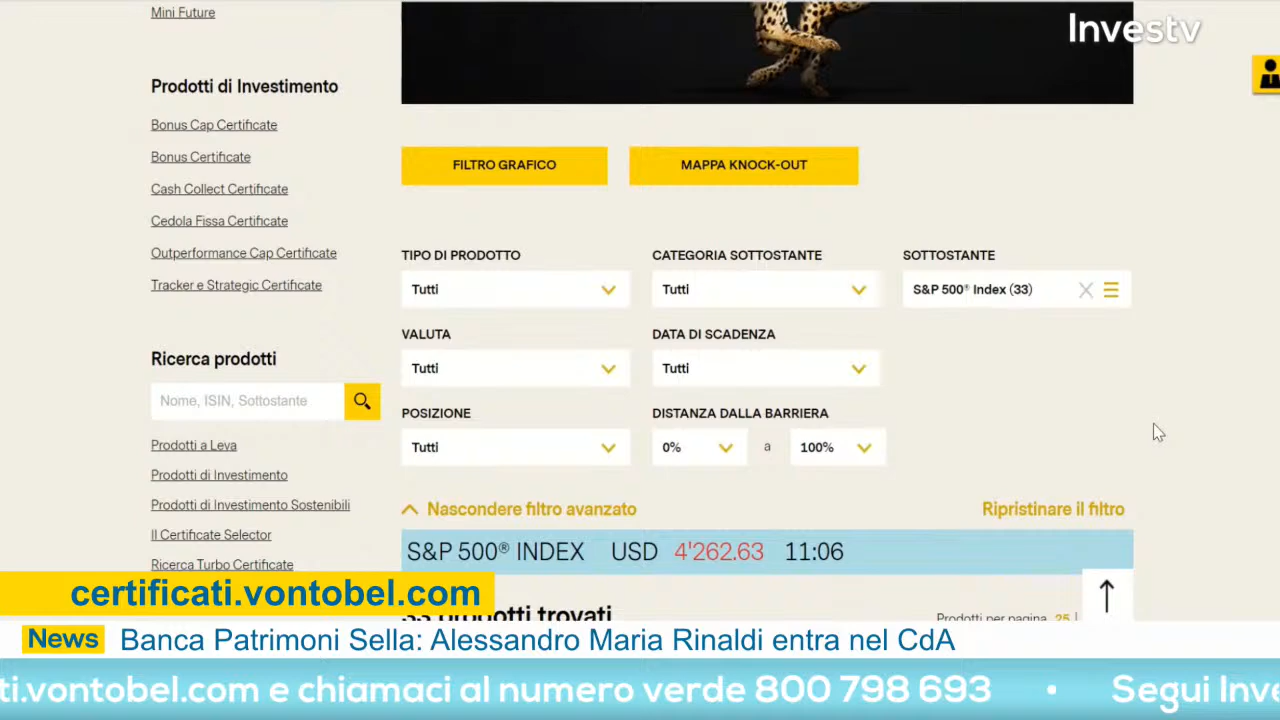 Mini Future
Investv
Prodotti di Investimento
Bonus Cap Certificate
Bonus Certificate
Cash Collect Certificate
Cedola Fissa Certificate
Outperformance Cap Certificate
Tracker e Strategic Certificate
Ricerca prodotti
Nome, ISIN, Sottostante
Prodotti a Leva
Prodotti di Investimento
Prodotti di Investimento Sostenibili
Il Certificate Selector
Ricerca Turbo Certificate
FILTRO GRAFICO
MAPPA KNOCK-OUT
TIPO DI PRODOTTO
Tutti
CATEGORIA SOTTOSTANTE
Tutti
SOTTOSTANTE
S&P 500® Index (33)
VALUTA
Tutti
DATA DI SCADENZA
Tutti
POSIZIONE
Tutti
DISTANZA DALLA BARRIERA
0% a 100%
Nascondere filtro avanzato
Ripristinare il filtro
S&P 500® INDEX USD 4'262.63 11:06
33 prodotti trovati
Prodotti per pagina 25 |
certificati.vontobel.com
News Banca Patrimoni Sella: Alessandro Maria Rinaldi entra nel CdA
ti.vontobel.com e chiamaci al numero verde 800 798 693 • Segui Inve